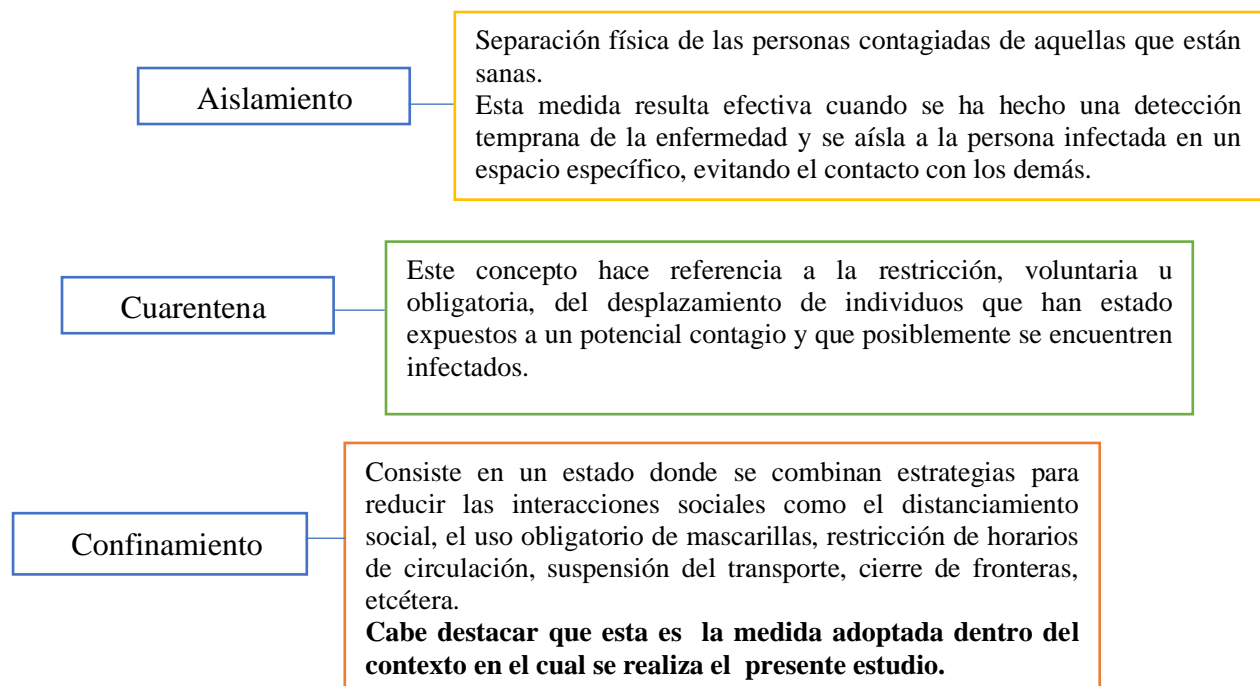 Aislamiento
Separación física de las personas contagiadas de aquellas que están
sanas.
Esta medida resulta efectiva cuando se ha hecho una detección
temprana de la enfermedad y se aísla a la persona infectada en un
espacio específico, evitando el contacto con los demás.
Cuarentena
Este concepto hace referencia a la restricción, voluntaria u
obligatoria, del desplazamiento de individuos que han estado
expuestos a un potencial contagio y que posiblemente se encuentren
infectados.
Confinamiento
Consiste en un estado donde se combinan estrategias para
reducir las interacciones sociales como el distanciamiento
social, el uso obligatorio de mascarillas, restricción de horarios
de circulación, suspensión del transporte, cierre de fronteras,
etcétera.
Cabe destacar que esta es la medida adoptada dentro del
contexto en el cual se realiza el presente estudio.